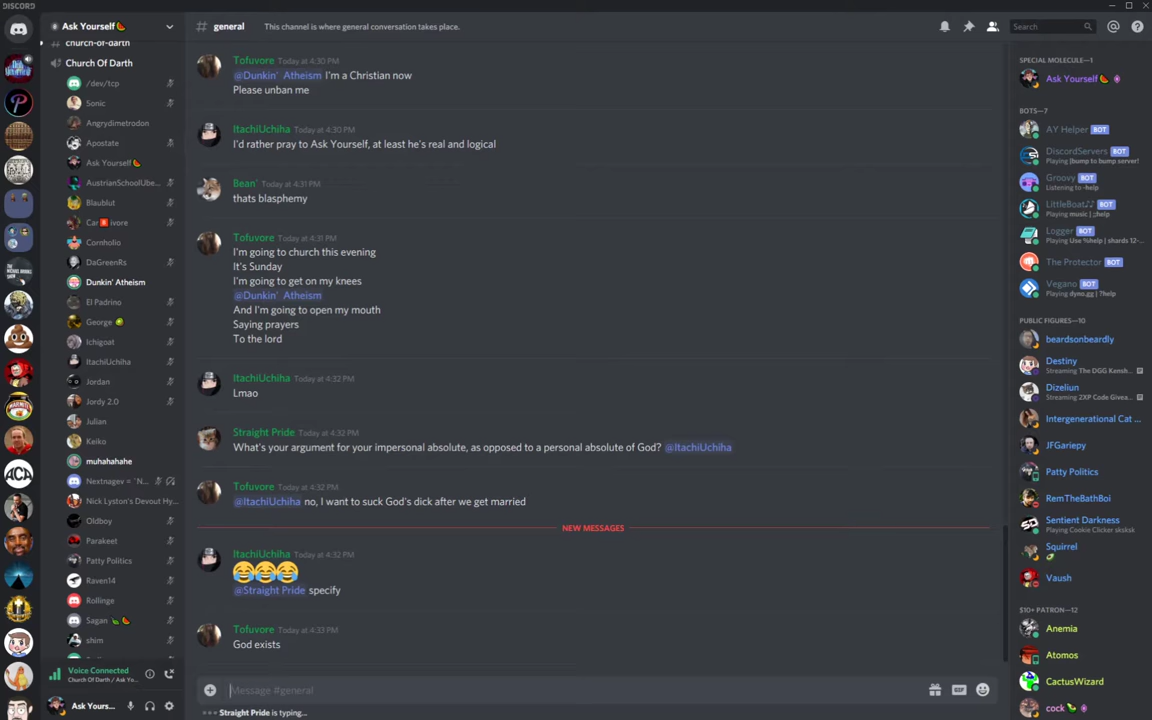 DISCORD
Ask Yourself🍉
# general
This channel is where general conversation takes place.
Search
church-of-darth
Church Of Darth
/dev/tcp
Sonic
Angrydimetrodon
Apostate
Ask Yourself🍉
AustrianSchoolUbe...
Blaublut
Car🅱ivore
Cornholio
DaGreenRs
Dunkin' Atheism
El Padrino
George 🥝
Ichigoat
ItachiUchiha
Jordan
Jordy 2.0
Julian
Keiko
muhahahahe
Nextnagev = `N...
Nick Lyston's Devout Hy...
Oldboy
Parakeet
Patty Politics
Raven14
Rollinge
Sagan
shim
Voice Connected
Church Of Darth / Ask Yo...
Ask Yours...
Tofuvore Today at 4:30 PM
@Dunkin' Atheism I'm a Christian now
Please unban me
ItachiUchiha Today at 4:30 PM
I'd rather pray to Ask Yourself, at least he's real and logical
Bean' Today at 4:31 PM
thats blasphemy
Tofuvore Today at 4:31 PM
I'm going to church this evening
It's Sunday
I'm going to get on my knees
@Dunkin' Atheism
And I'm going to open my mouth
Saying prayers
To the lord
ItachiUchiha Today at 4:32 PM
Lmao
Straight Pride Today at 4:32 PM
What's your argument for your impersonal absolute, as opposed to a personal absolute of God? @ItachiUchiha
Tofuvore Today at 4:32 PM
@ItachiUchiha no, I want to suck God's dick after we get married
NEW MESSAGES
ItachiUchiha Today at 4:32 PM
😂😂😂
@Straight Pride specify
Tofuvore Today at 4:33 PM
God exists
Message #general
GIF
Straight Pride is typing...
SPECIAL MOLECULE—1
Ask Yourself🍉
BOTS—7
AY Helper BOT
DiscordServers BOT
Playing |bump to bump server!
Groovy BOT
Listening to -help
LittleBoat♫ BOT
Playing music | ;;help
Logger BOT
Playing Use %help | shards 12-...
The Protector BOT
Vegano BOT
Playing dyno.gg | ?help
PUBLIC FIGURES—10
beardsonbeardly
Destiny
Streaming The DGG Kensh...
Dizeliun
Streaming 2XP Code Givea...
Intergenerational Cat ...
JFGariepy
Patty Politics
RemTheBathBoi
Sentient Darkness
Playing Cookie Clicker sksksk
Squirrel
🥑
Vaush
$10+ PATRON—12
Anemia
Atomos
CactusWizard
cock